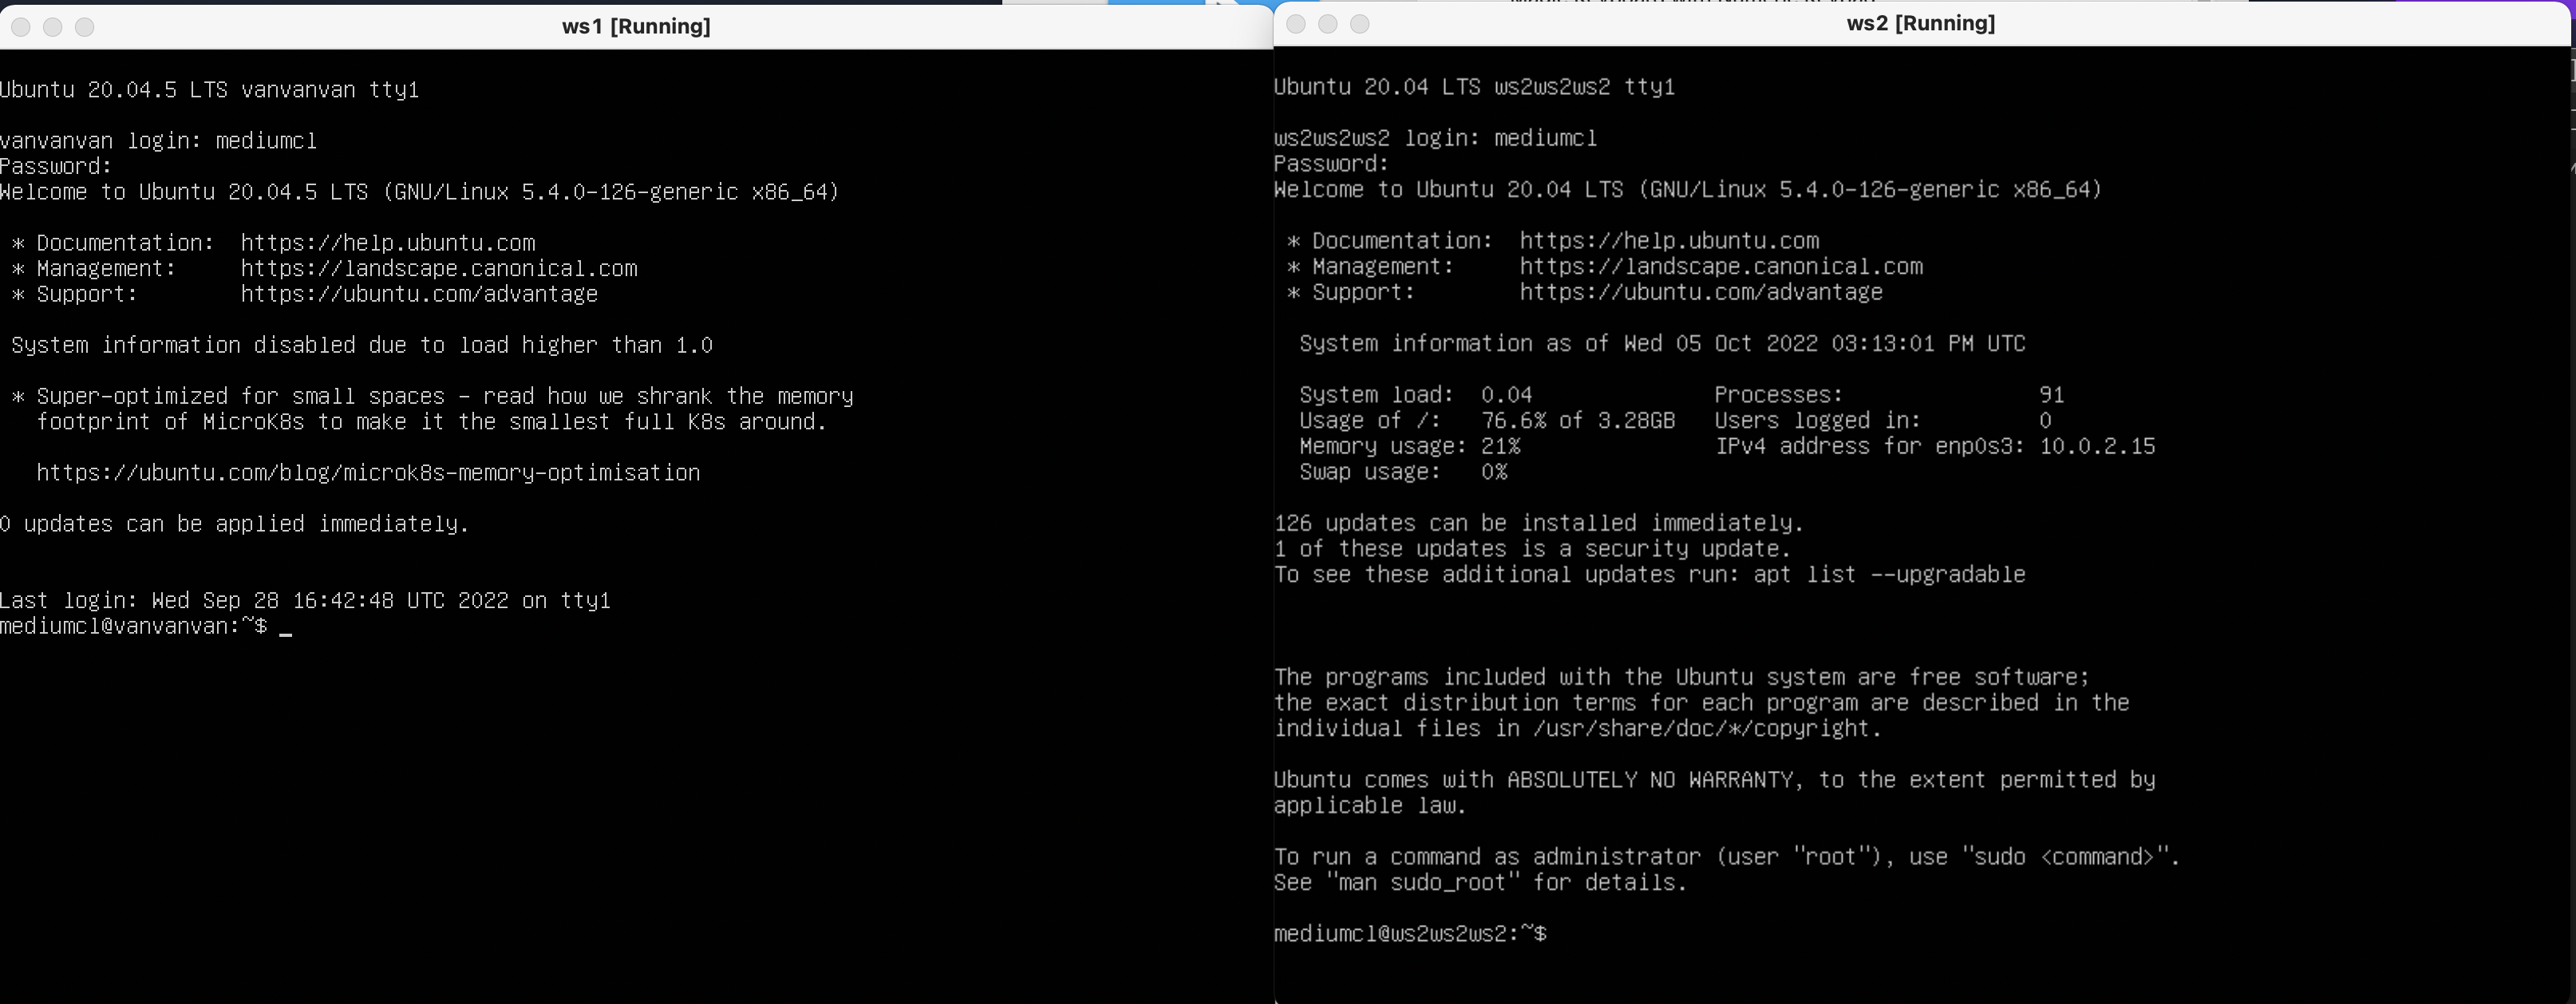 ws1 [Running]
Ubuntu 20.04.5 LTS vanvanvan tty1
vanvanvan login: mediumcl
Password:
Welcome to Ubuntu 20.04.5 LTS (GNU/Linux 5.4.0-126-generic x86_64)
* Documentation:  https://help.ubuntu.com
* Management:     https://landscape.canonical.com
* Support:        https://ubuntu.com/advantage
System information disabled due to load higher than 1.0
* Super-optimized for small spaces - read how we shrank the memory
footprint of MicroK8s to make it the smallest full K8s around.
https://ubuntu.com/blog/microk8s-memory-optimisation
0 updates can be applied immediately.
Last login: Wed Sep 28 16:42:48 UTC 2022 on tty1
mediumcl@vanvanvan:~$ _
ws2 [Running]
Ubuntu 20.04 LTS ws2ws2ws2 tty1
ws2ws2ws2 login: mediumcl
Password:
Welcome to Ubuntu 20.04 LTS (GNU/Linux 5.4.0-126-generic x86_64)
* Documentation:  https://help.ubuntu.com
* Management:     https://landscape.canonical.com
* Support:        https://ubuntu.com/advantage
System information as of Wed 05 Oct 2022 03:13:01 PM UTC
System load:  0.04              Processes:               91
Usage of /:   76.6% of 3.28GB   Users logged in:         0
Memory usage: 21%               IPv4 address for enp0s3: 10.0.2.15
Swap usage:   0%
126 updates can be installed immediately.
1 of these updates is a security update.
To see these additional updates run: apt list --upgradable
The programs included with the Ubuntu system are free software;
the exact distribution terms for each program are described in the
individual files in /usr/share/doc/*/copyright.
Ubuntu comes with ABSOLUTELY NO WARRANTY, to the extent permitted by
applicable law.
To run a command as administrator (user "root"), use "sudo <command>".
See "man sudo_root" for details.
mediumcl@ws2ws2ws2:~$